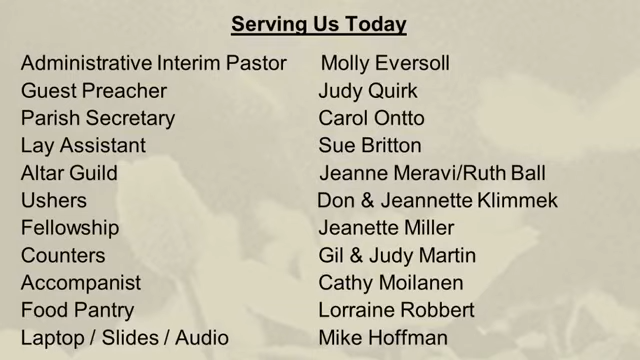 Serving Us Today
Administrative Interim Pastor Molly Eversoll
Guest Preacher Judy Quirk
Parish Secretary Carol Ontto
Lay Assistant Sue Britton
Altar Guild Jeanne Meravi/Ruth Ball
Ushers Don & Jeannette Klimmek
Fellowship Jeanette Miller
Counters Gil & Judy Martin
Accompanist Cathy Moilanen
Food Pantry Lorraine Robbert
Laptop / Slides / Audio Mike Hoffman